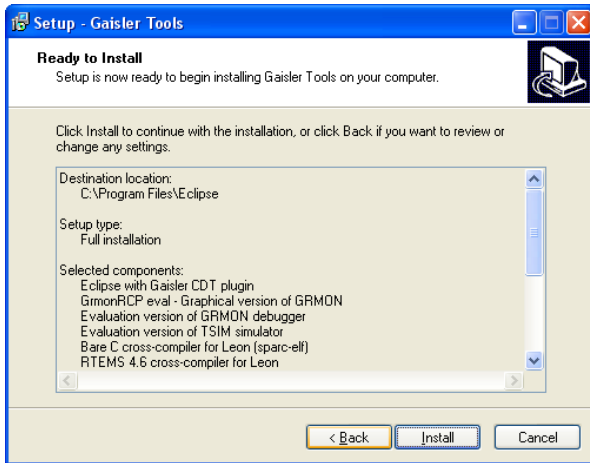 Setup - Gaisler Tools
Ready to Install
Setup is now ready to begin installing Gaisler Tools on your computer.
Click Install to continue with the installation, or click Back if you want to review or
change any settings.
Destination location:
C:\Program Files\Eclipse
Setup type:
Full installation
Selected components:
Eclipse with Gaisler CDT plugin
GrmonRCP eval - Graphical version of GRMON
Evaluation version of GRMON debugger
Evaluation version of TSIM simulator
Bare C cross-compiler for Leon (sparc-elf)
RTEMS 4.6 cross-compiler for Leon
< Back Install Cancel